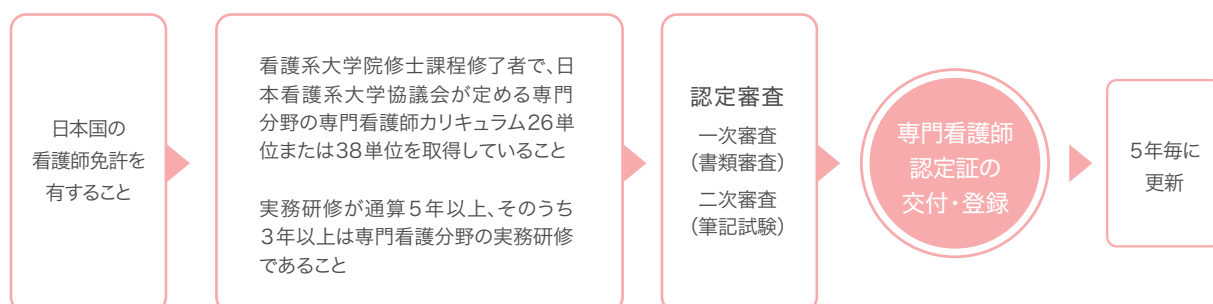 日本国の
看護師免許を
有すること
看護系大学院修士課程修了者で、日
本看護系大学協議会が定める専門
分野の専門看護師カリキュラム26単
位または38単位を取得していること
実務研修が通算5年以上、そのうち
3年以上は専門看護分野の実務研修
であること
認定審査
一次審査
(書類審査)
二次審査
(筆記試験)
専門看護師
認定証の
交付・登録
5年毎に
更新